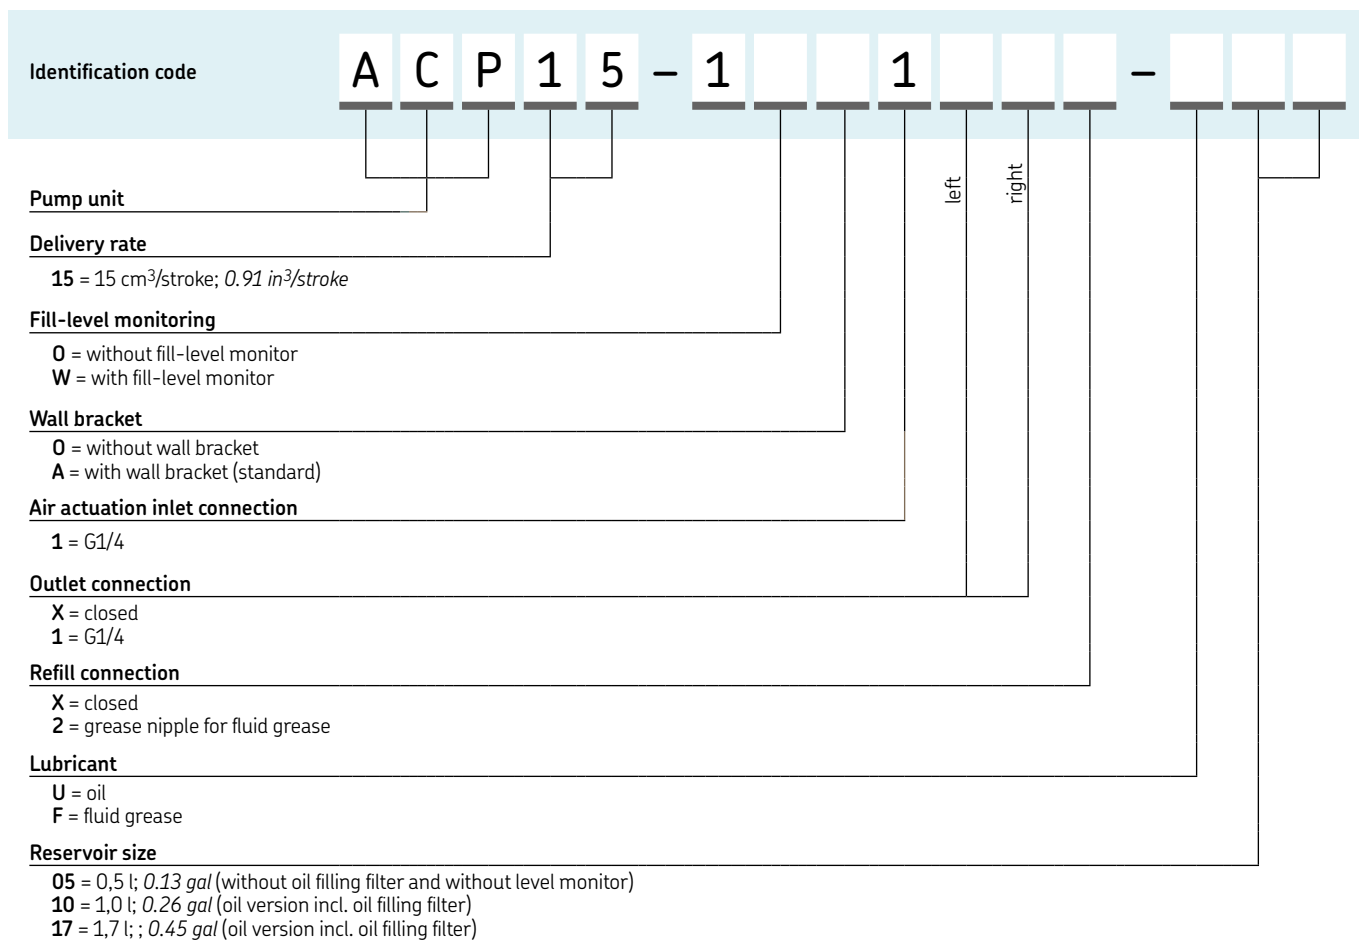 Identification code A C P 1 5 – 1 1 –
left
right
Pump unit
Delivery rate
15 = 15 cm³/stroke; 0.91 in³/stroke
Fill-level monitoring
0 = without fill-level monitor
W = with fill-level monitor
Wall bracket
0 = without wall bracket
A = with wall bracket (standard)
Air actuation inlet connection
1 = G1/4
Outlet connection
X = closed
1 = G1/4
Refill connection
X = closed
2 = grease nipple for fluid grease
Lubricant
U = oil
F = fluid grease
Reservoir size
05 = 0,5 l; 0.13 gal (without oil filling filter and without level monitor)
10 = 1,0 l; 0.26 gal (oil version incl. oil filling filter)
17 = 1,7 l; ; 0.45 gal (oil version incl. oil filling filter)